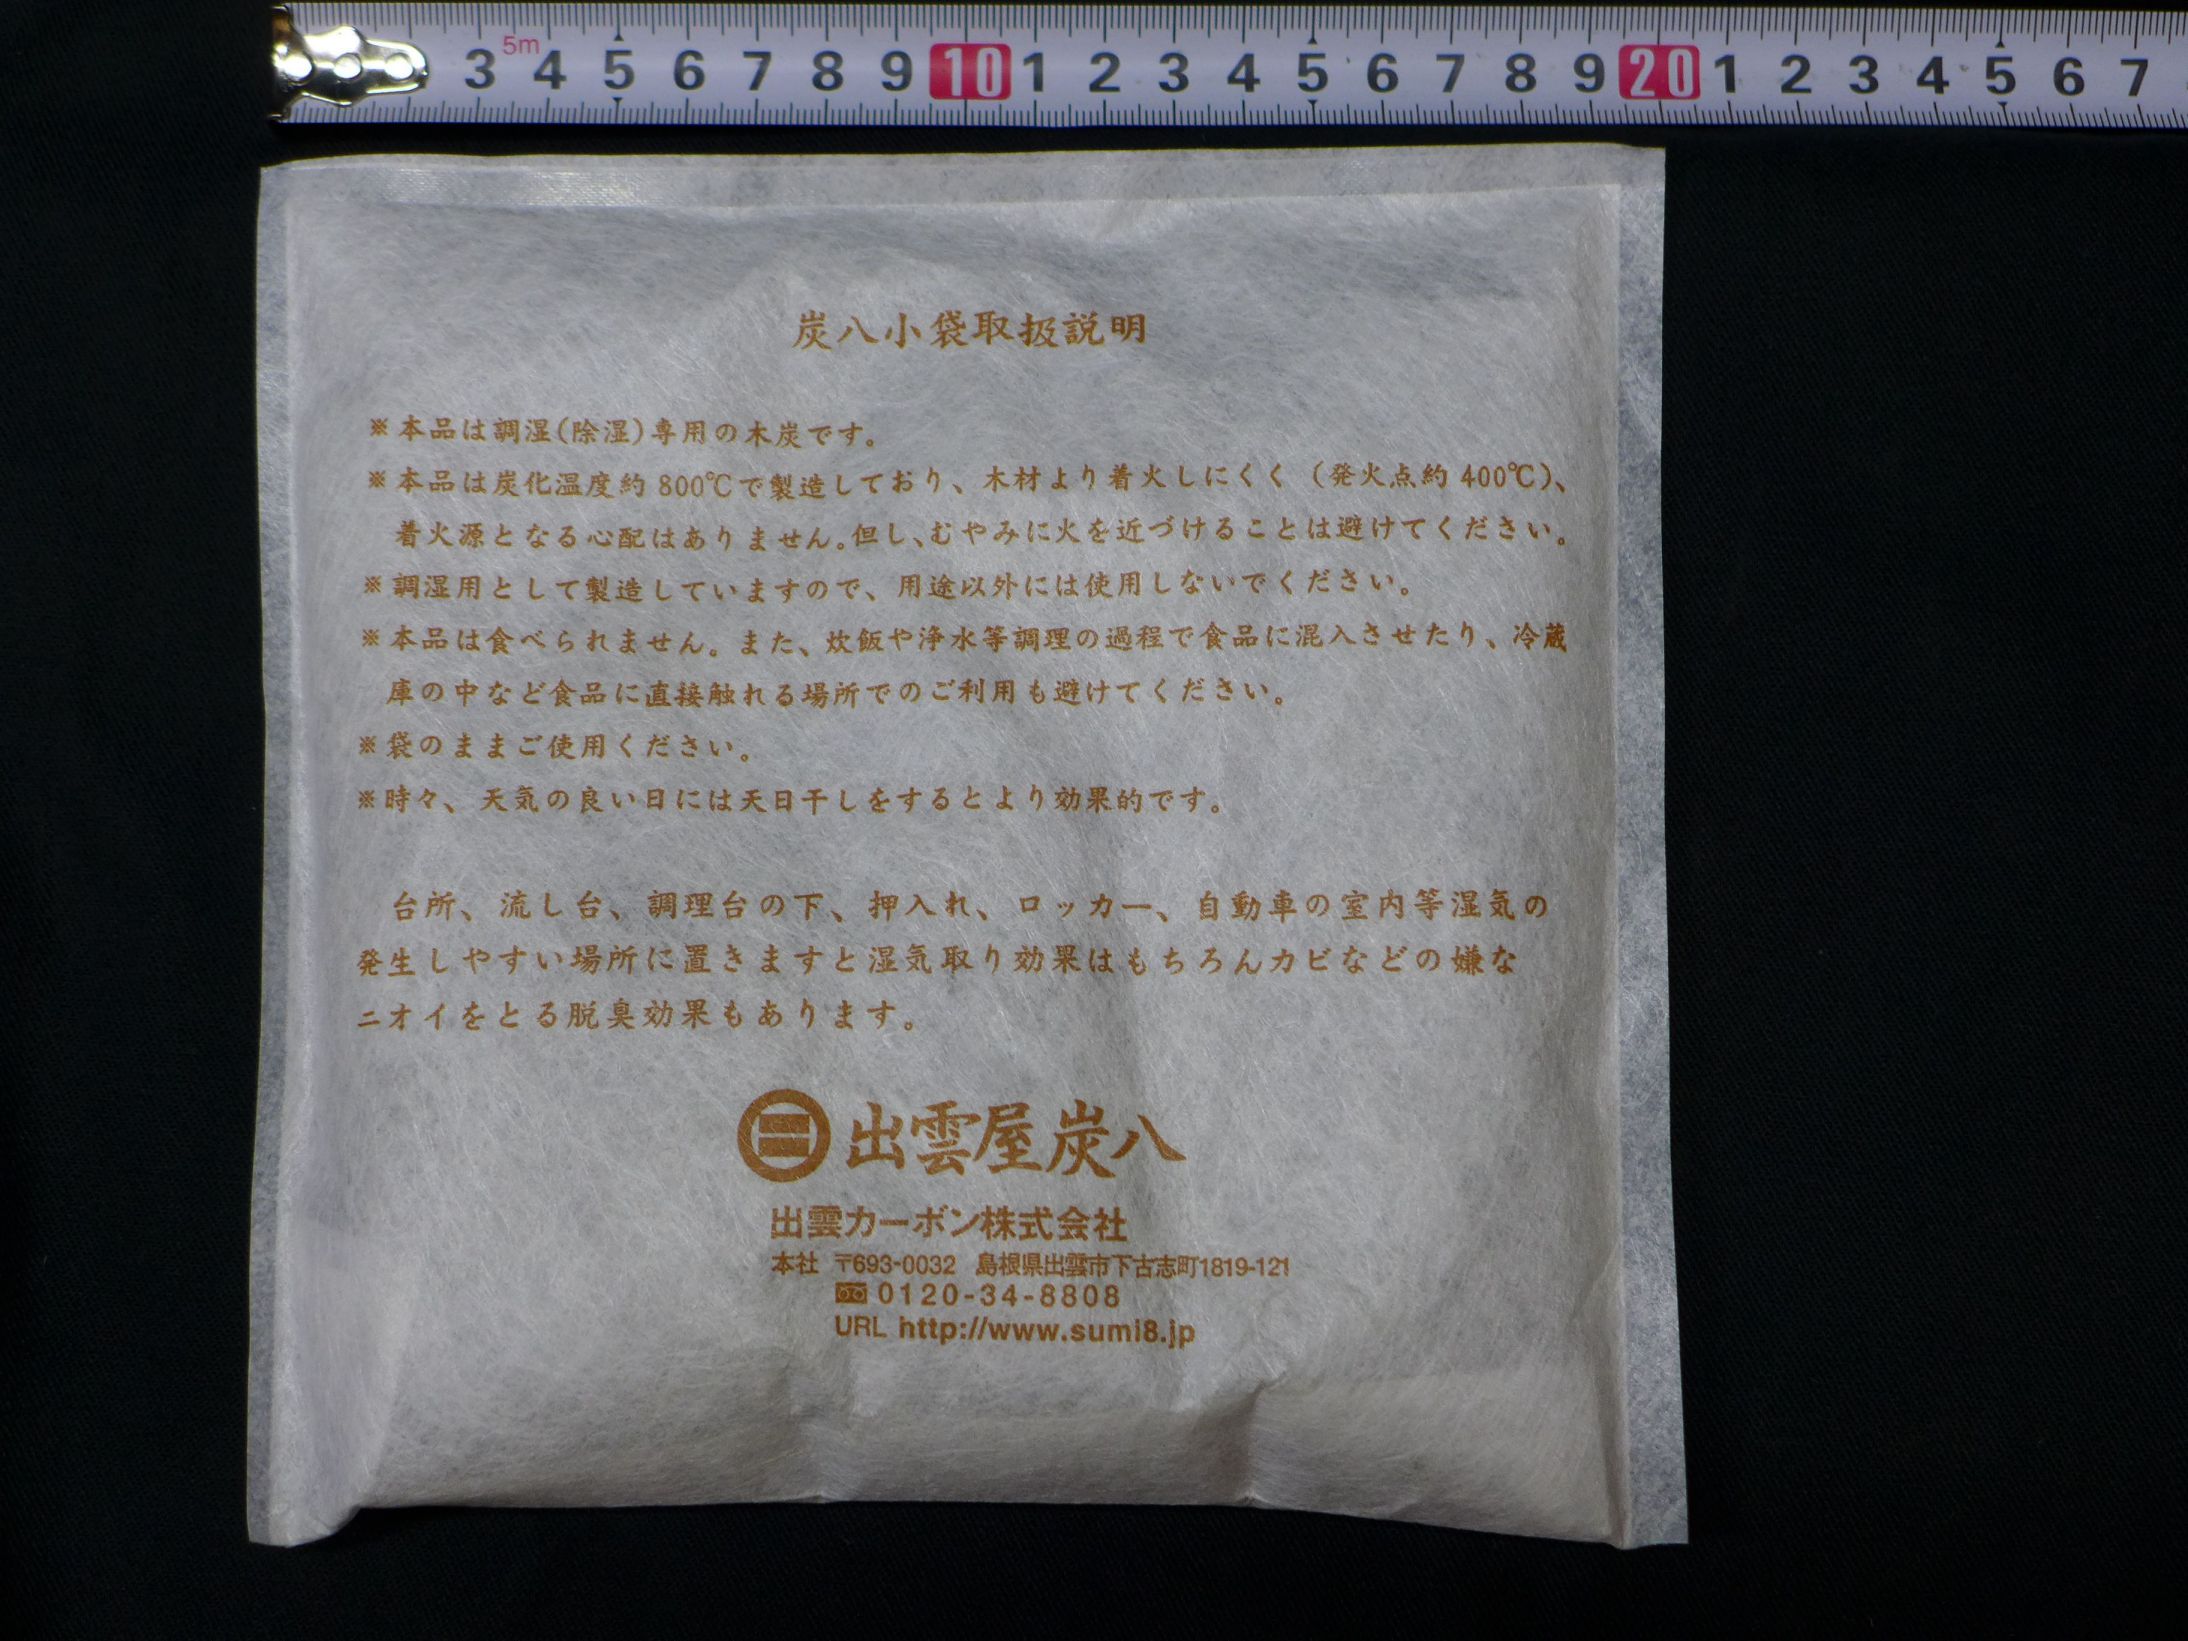 5m
3 4 5 6 7 8 9 10 1 2 3 4 5 6 7 8 9 20 1 2 3 4 5 6 7
炭八小袋取扱説明
※本品は調湿(除湿)専用の木炭です。
※本品は炭化温度約800℃で製造しており、木材より着火しにくく(発火点約400℃)、
着火源となる心配はありません。但し、むやみに火を近づけることは避けてください。
※調湿用として製造していますので、用途以外には使用しないでください。
※本品は食べられません。また、炊飯や浄水等調理の過程で食品に混入させたり、冷蔵
庫の中など食品に直接触れる場所でのご利用も避けてください。
※袋のままご使用ください。
※時々、天気の良い日には天日干しをするとより効果的です。
台所、流し台、調理台の下、押入れ、ロッカー、自動車の室内等湿気の
発生しやすい場所に置きますと湿気取り効果はもちろんカビなどの嫌な
ニオイをとる脱臭効果もあります。
出雲屋炭八
出雲カーボン株式会社
本社 〒693-0032 島根県出雲市下古志町1819-121
0120-34-8808
URL http://www.sumi8.jp